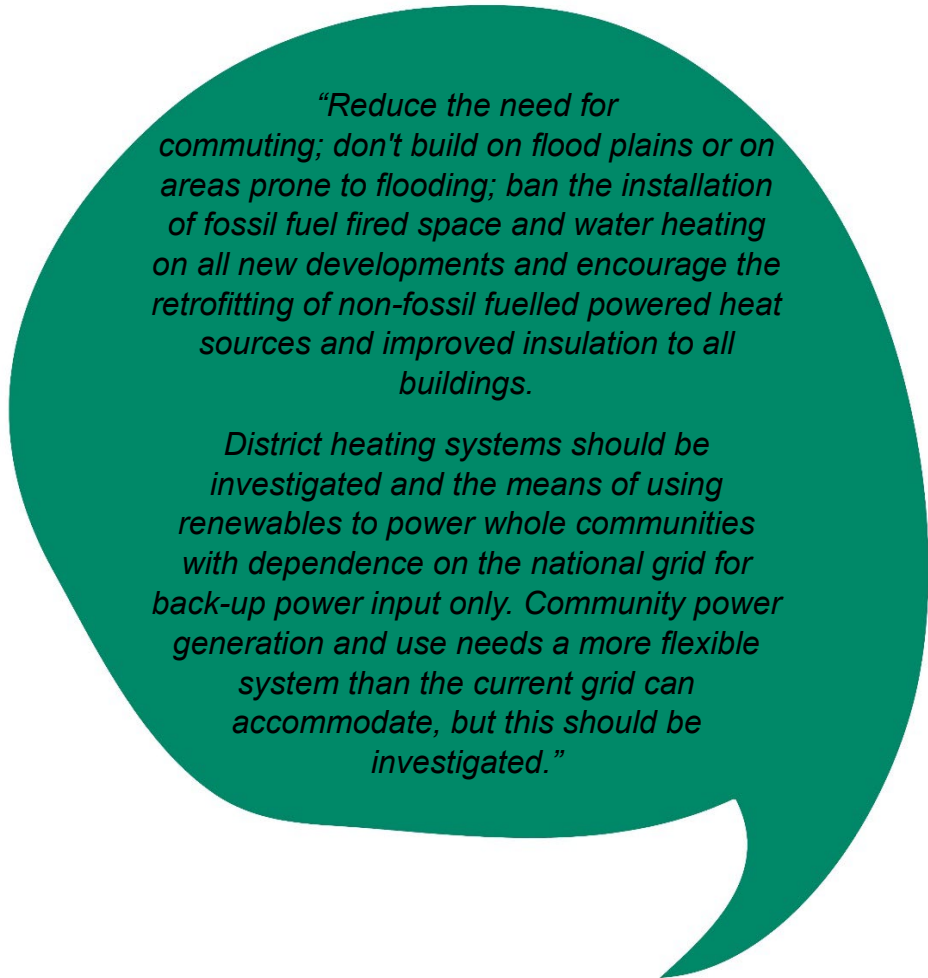 “Reduce the need for
commuting; don't build on flood plains or on
areas prone to flooding; ban the installation
of fossil fuel fired space and water heating
on all new developments and encourage the
retrofitting of non-fossil fuelled powered heat
sources and improved insulation to all
buildings.
District heating systems should be
investigated and the means of using
renewables to power whole communities
with dependence on the national grid for
back-up power input only. Community power
generation and use needs a more flexible
system than the current grid can
accommodate, but this should be
investigated.”